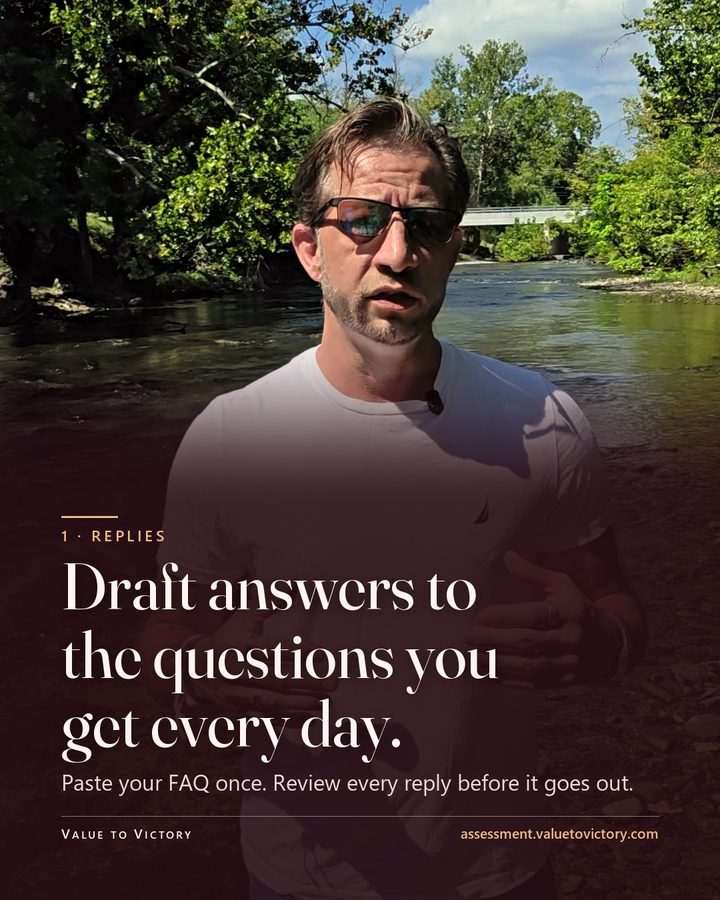 1 · REPLIES
Draft answers to
the questions you
get every day.
Paste your FAQ once. Review every reply before it goes out.
Value to Victory
assessment.valuetovictory.com